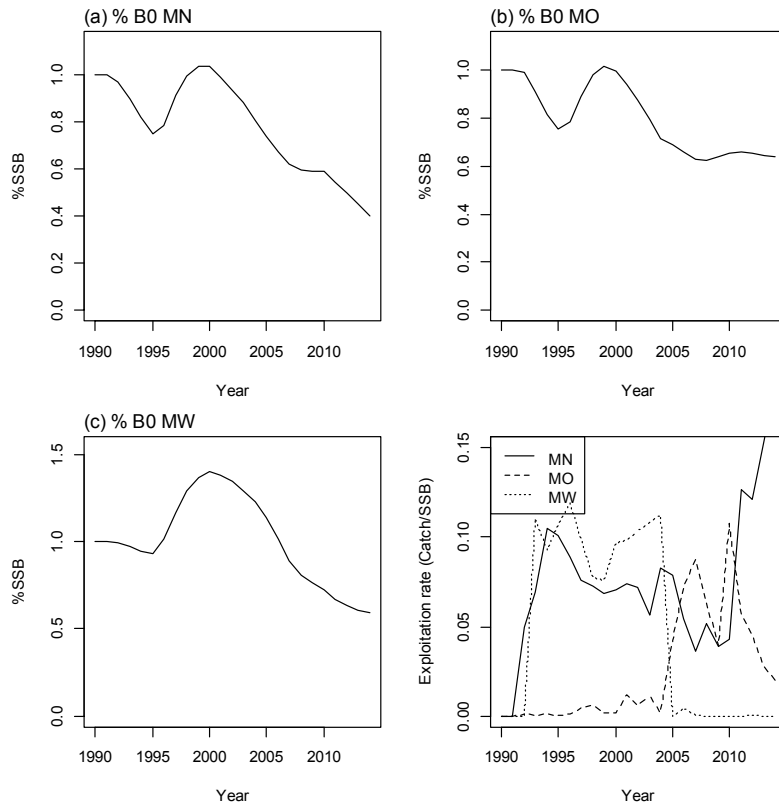 (a) % B0 MN
%SSB
0.0 0.2 0.4 0.6 0.8 1.0
1990 1995 2000 2005 2010
Year
(b) % B0 MO
%SSB
0.0 0.2 0.4 0.6 0.8 1.0
1990 1995 2000 2005 2010
Year
(c) % B0 MW
%SSB
0.0 0.5 1.0 1.5
1990 1995 2000 2005 2010
Year
Exploitation rate (Catch/SSB)
0.00 0.05 0.10 0.15
MN
MO
MW
1990 1995 2000 2005 2010
Year